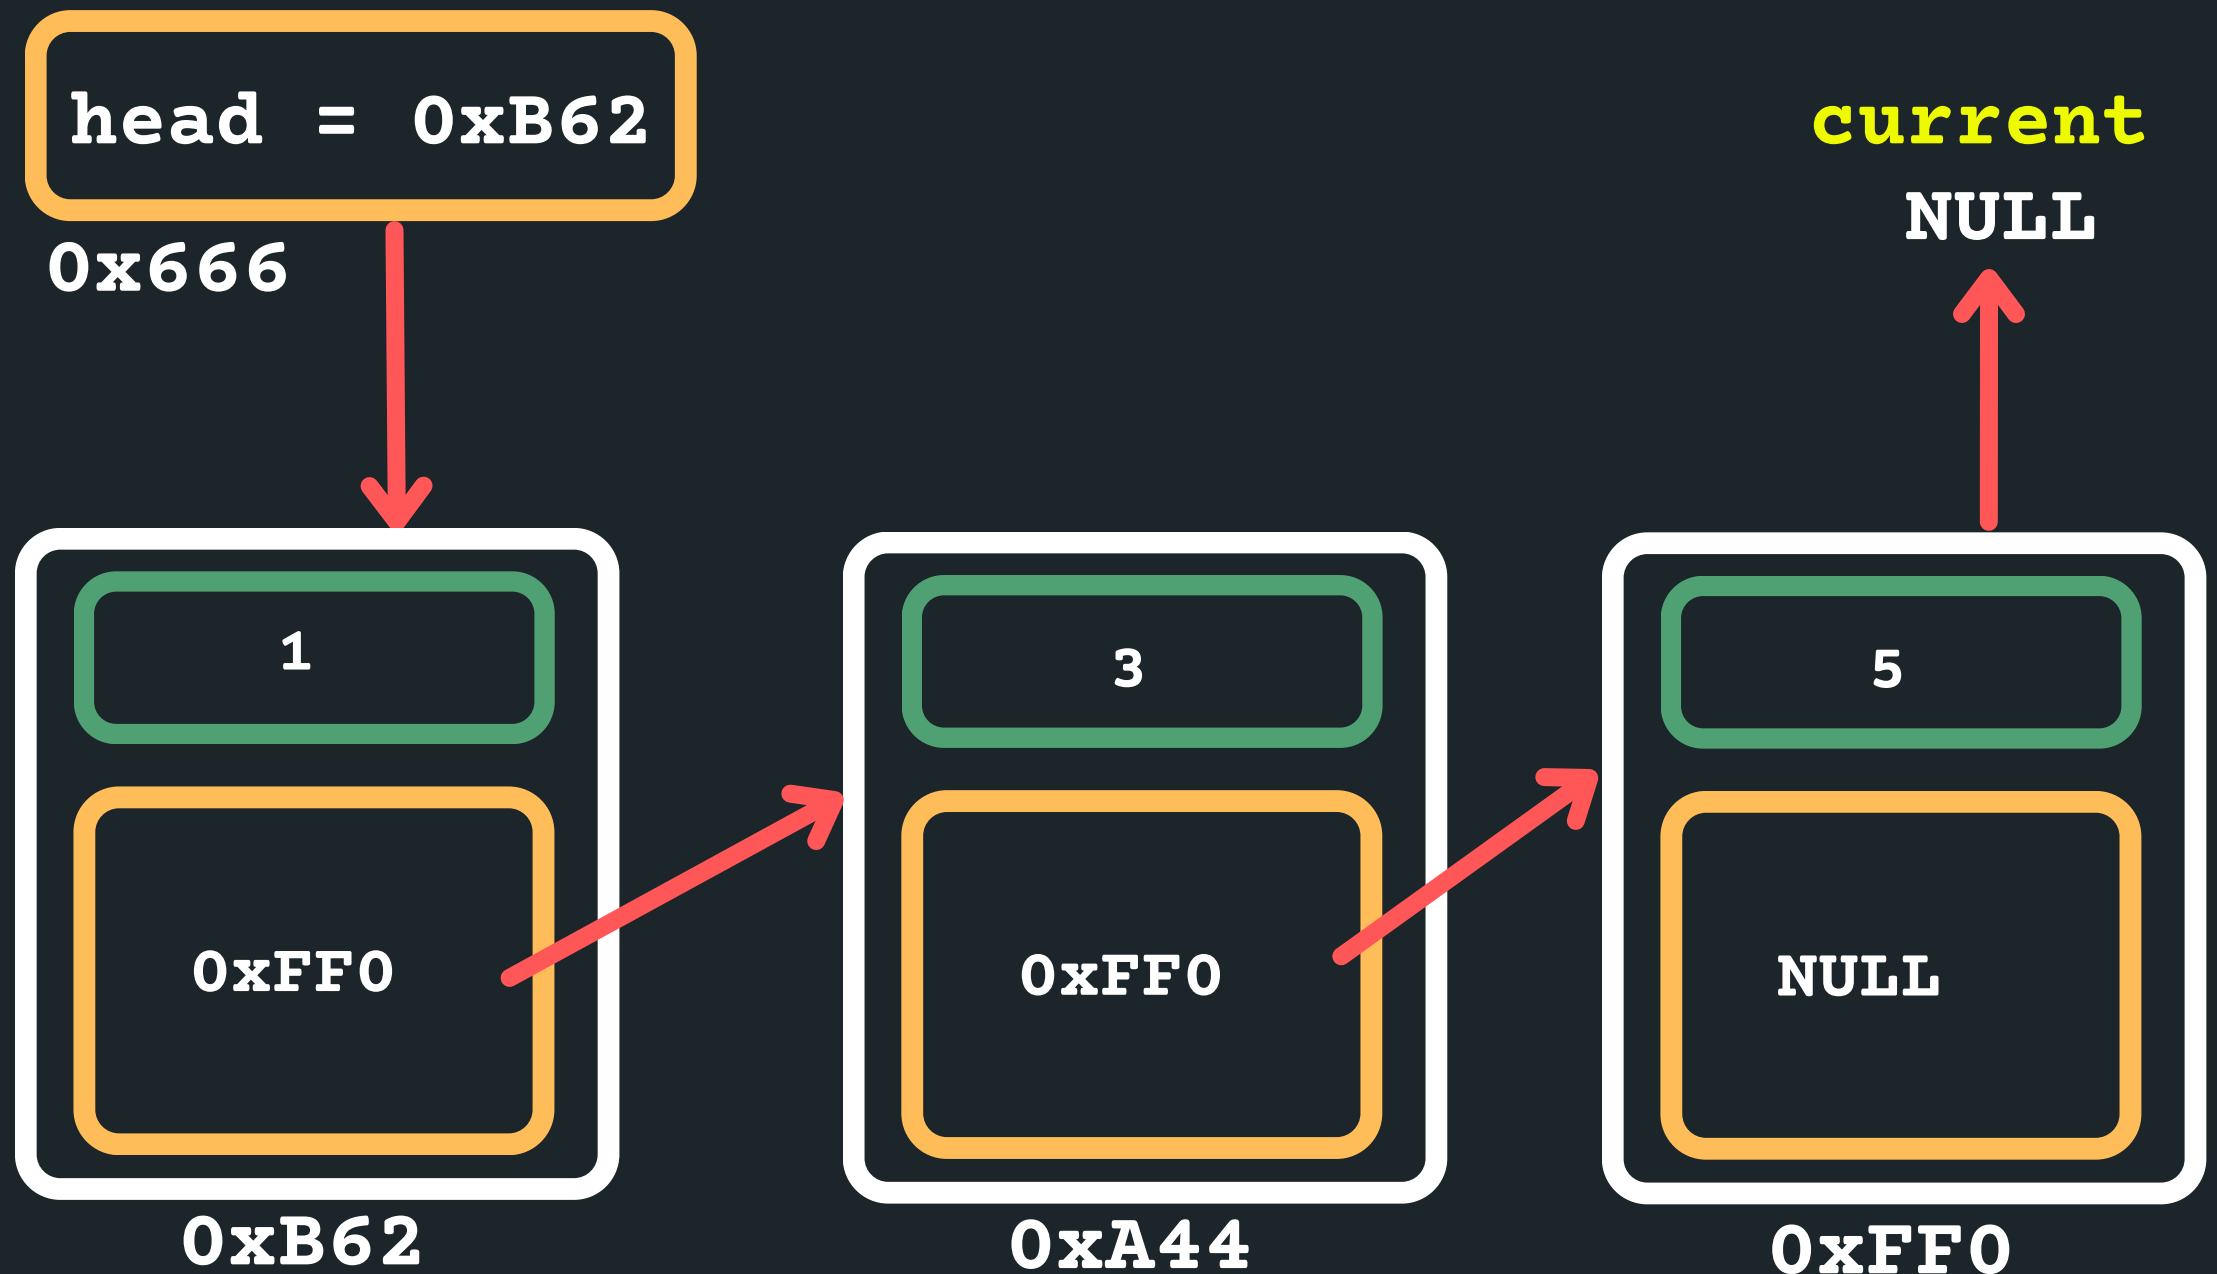 head = 0xB62
0x666
current
NULL
1
0xFF0
0xB62
3
0xFF0
0xA44
5
NULL
0xFF0